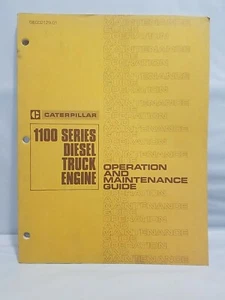 CATERPILLAR
1100 SERIES
DIESEL
TRUCK
ENGINE
OPERATION
AND
MAINTENANCE
GUIDE